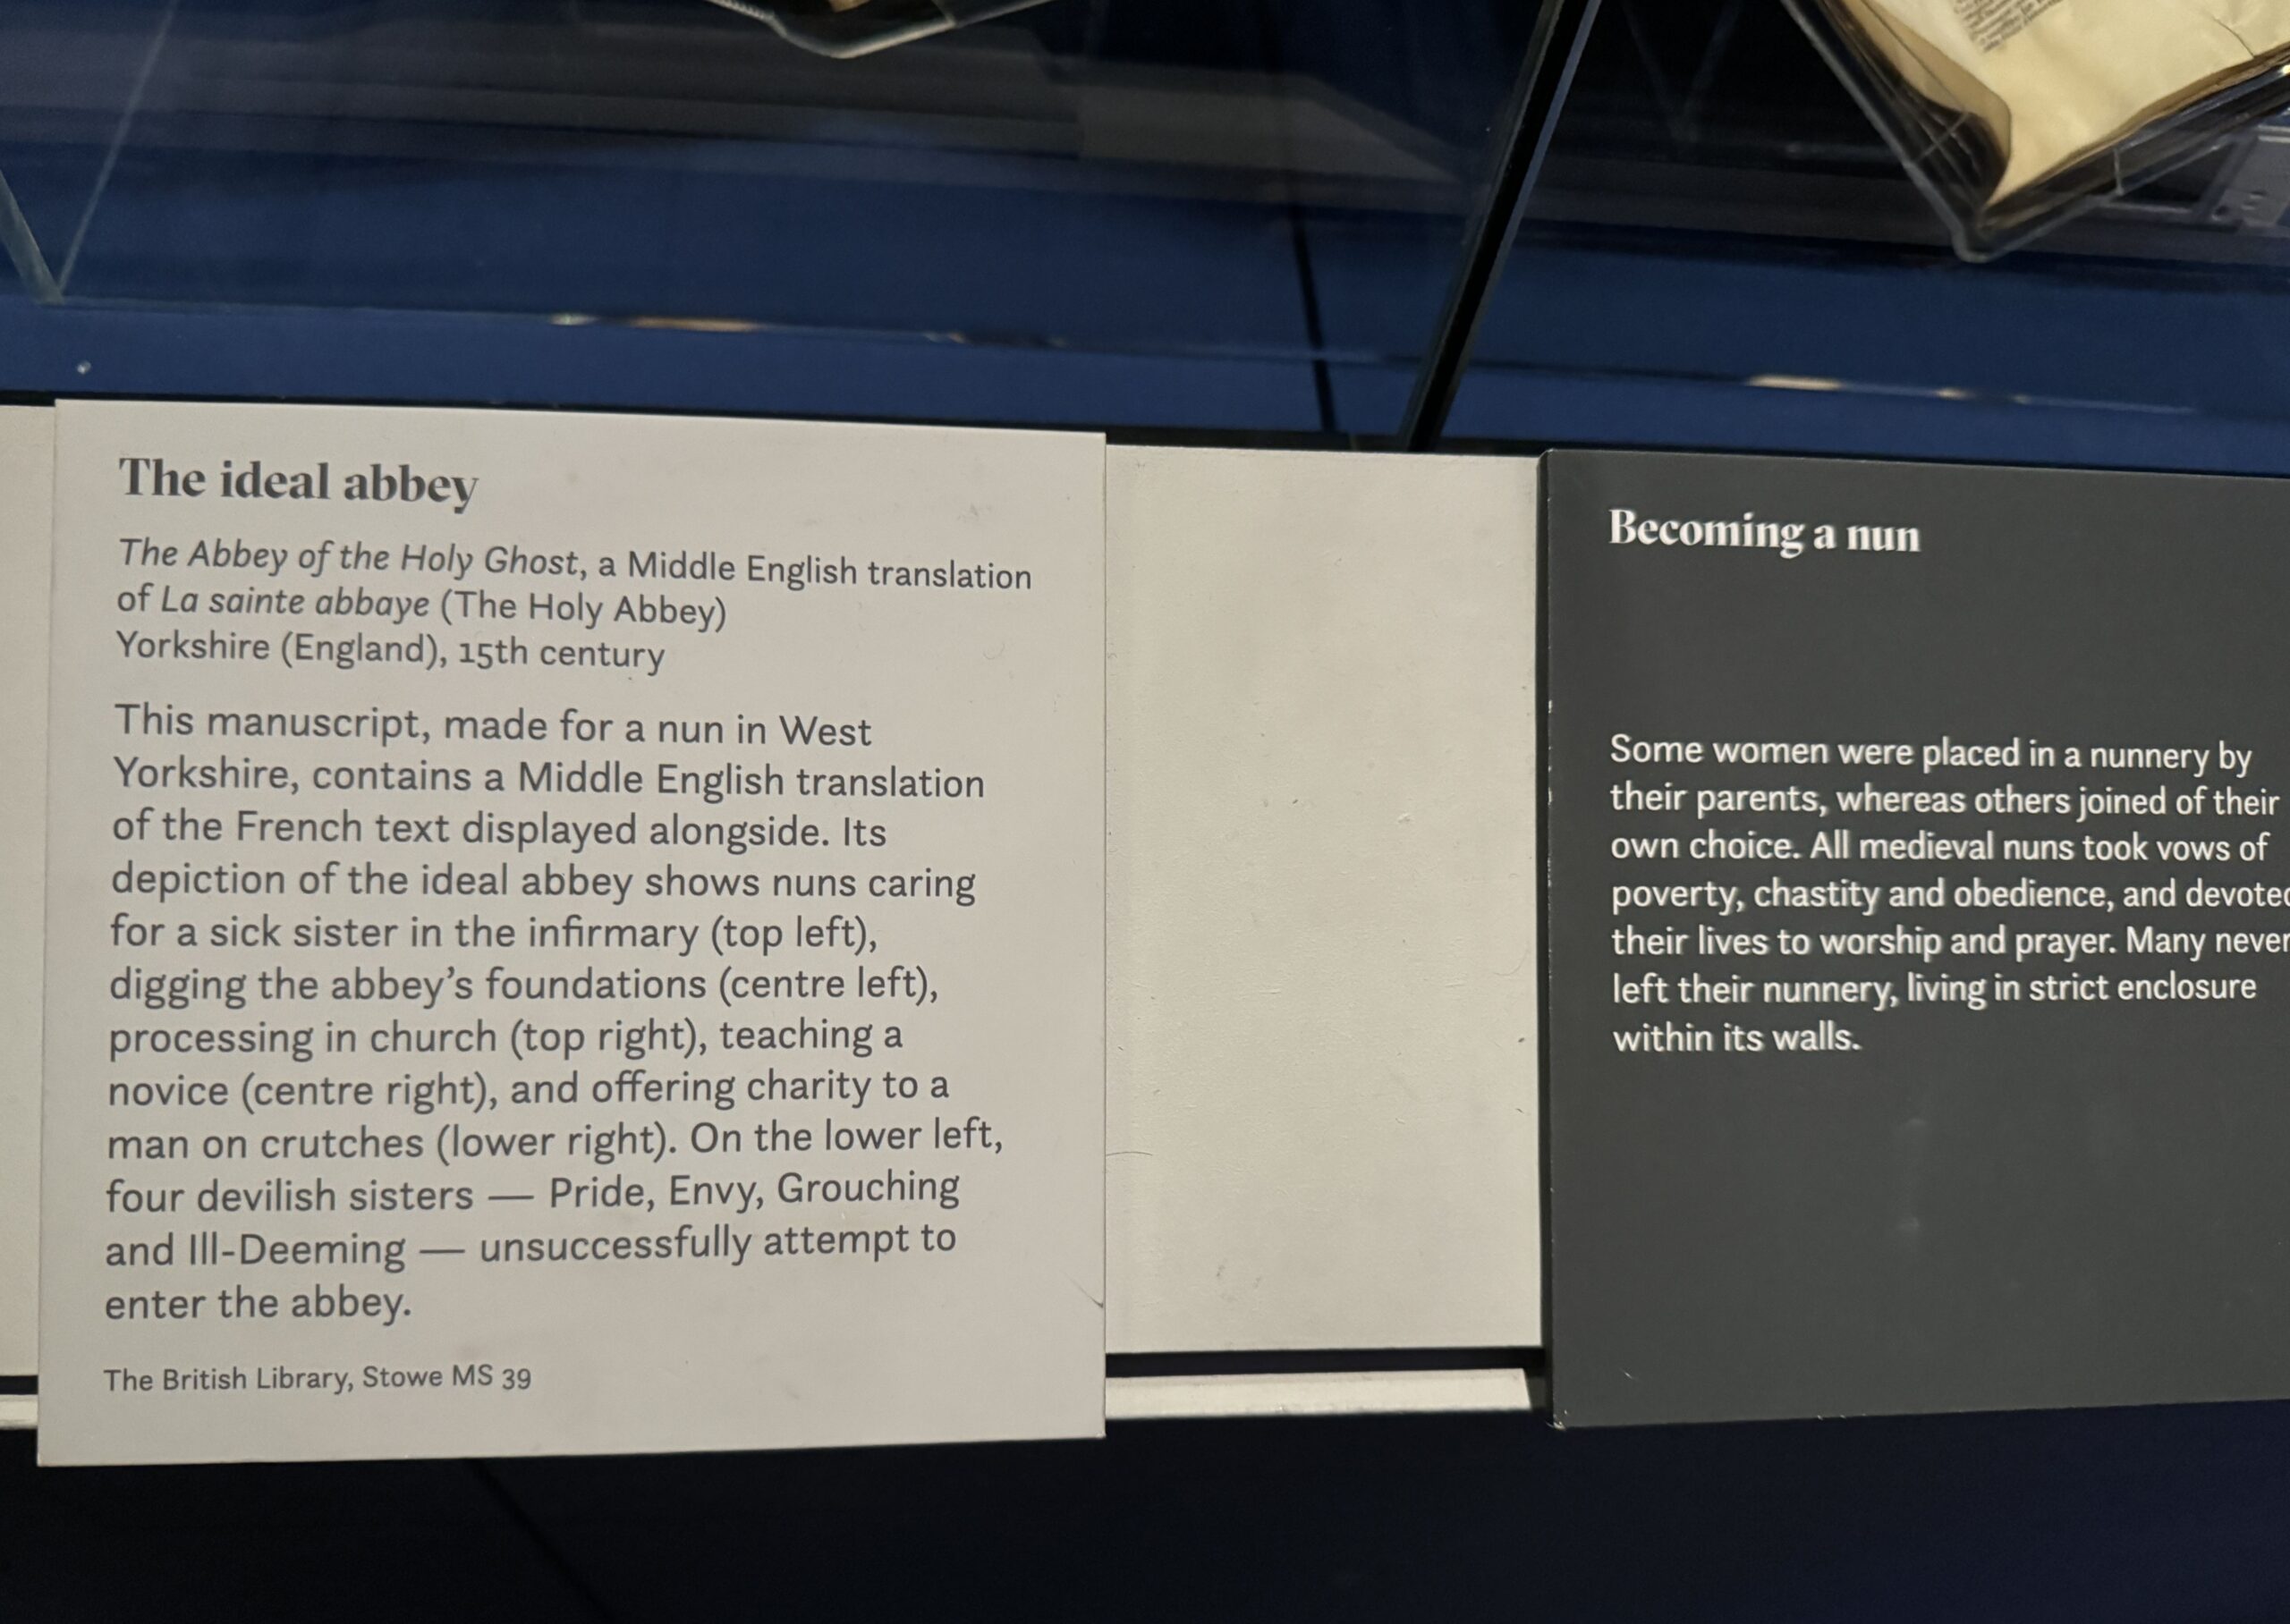 The ideal abbey
The Abbey of the Holy Ghost, a Middle English translation
of La sainte abbaye (The Holy Abbey)
Yorkshire (England), 15th century
This manuscript, made for a nun in West
Yorkshire, contains a Middle English translation
of the French text displayed alongside. Its
depiction of the ideal abbey shows nuns caring
for a sick sister in the infirmary (top left),
digging the abbey’s foundations (centre left),
processing in church (top right), teaching a
novice (centre right), and offering charity to a
man on crutches (lower right). On the lower left,
four devilish sisters — Pride, Envy, Grouching
and Ill-Deeming — unsuccessfully attempt to
enter the abbey.
The British Library, Stowe MS 39
Becoming a nun
Some women were placed in a nunnery by
their parents, whereas others joined of their
own choice. All medieval nuns took vows of
poverty, chastity and obedience, and devoted
their lives to worship and prayer. Many never
left their nunnery, living in strict enclosure
within its walls.